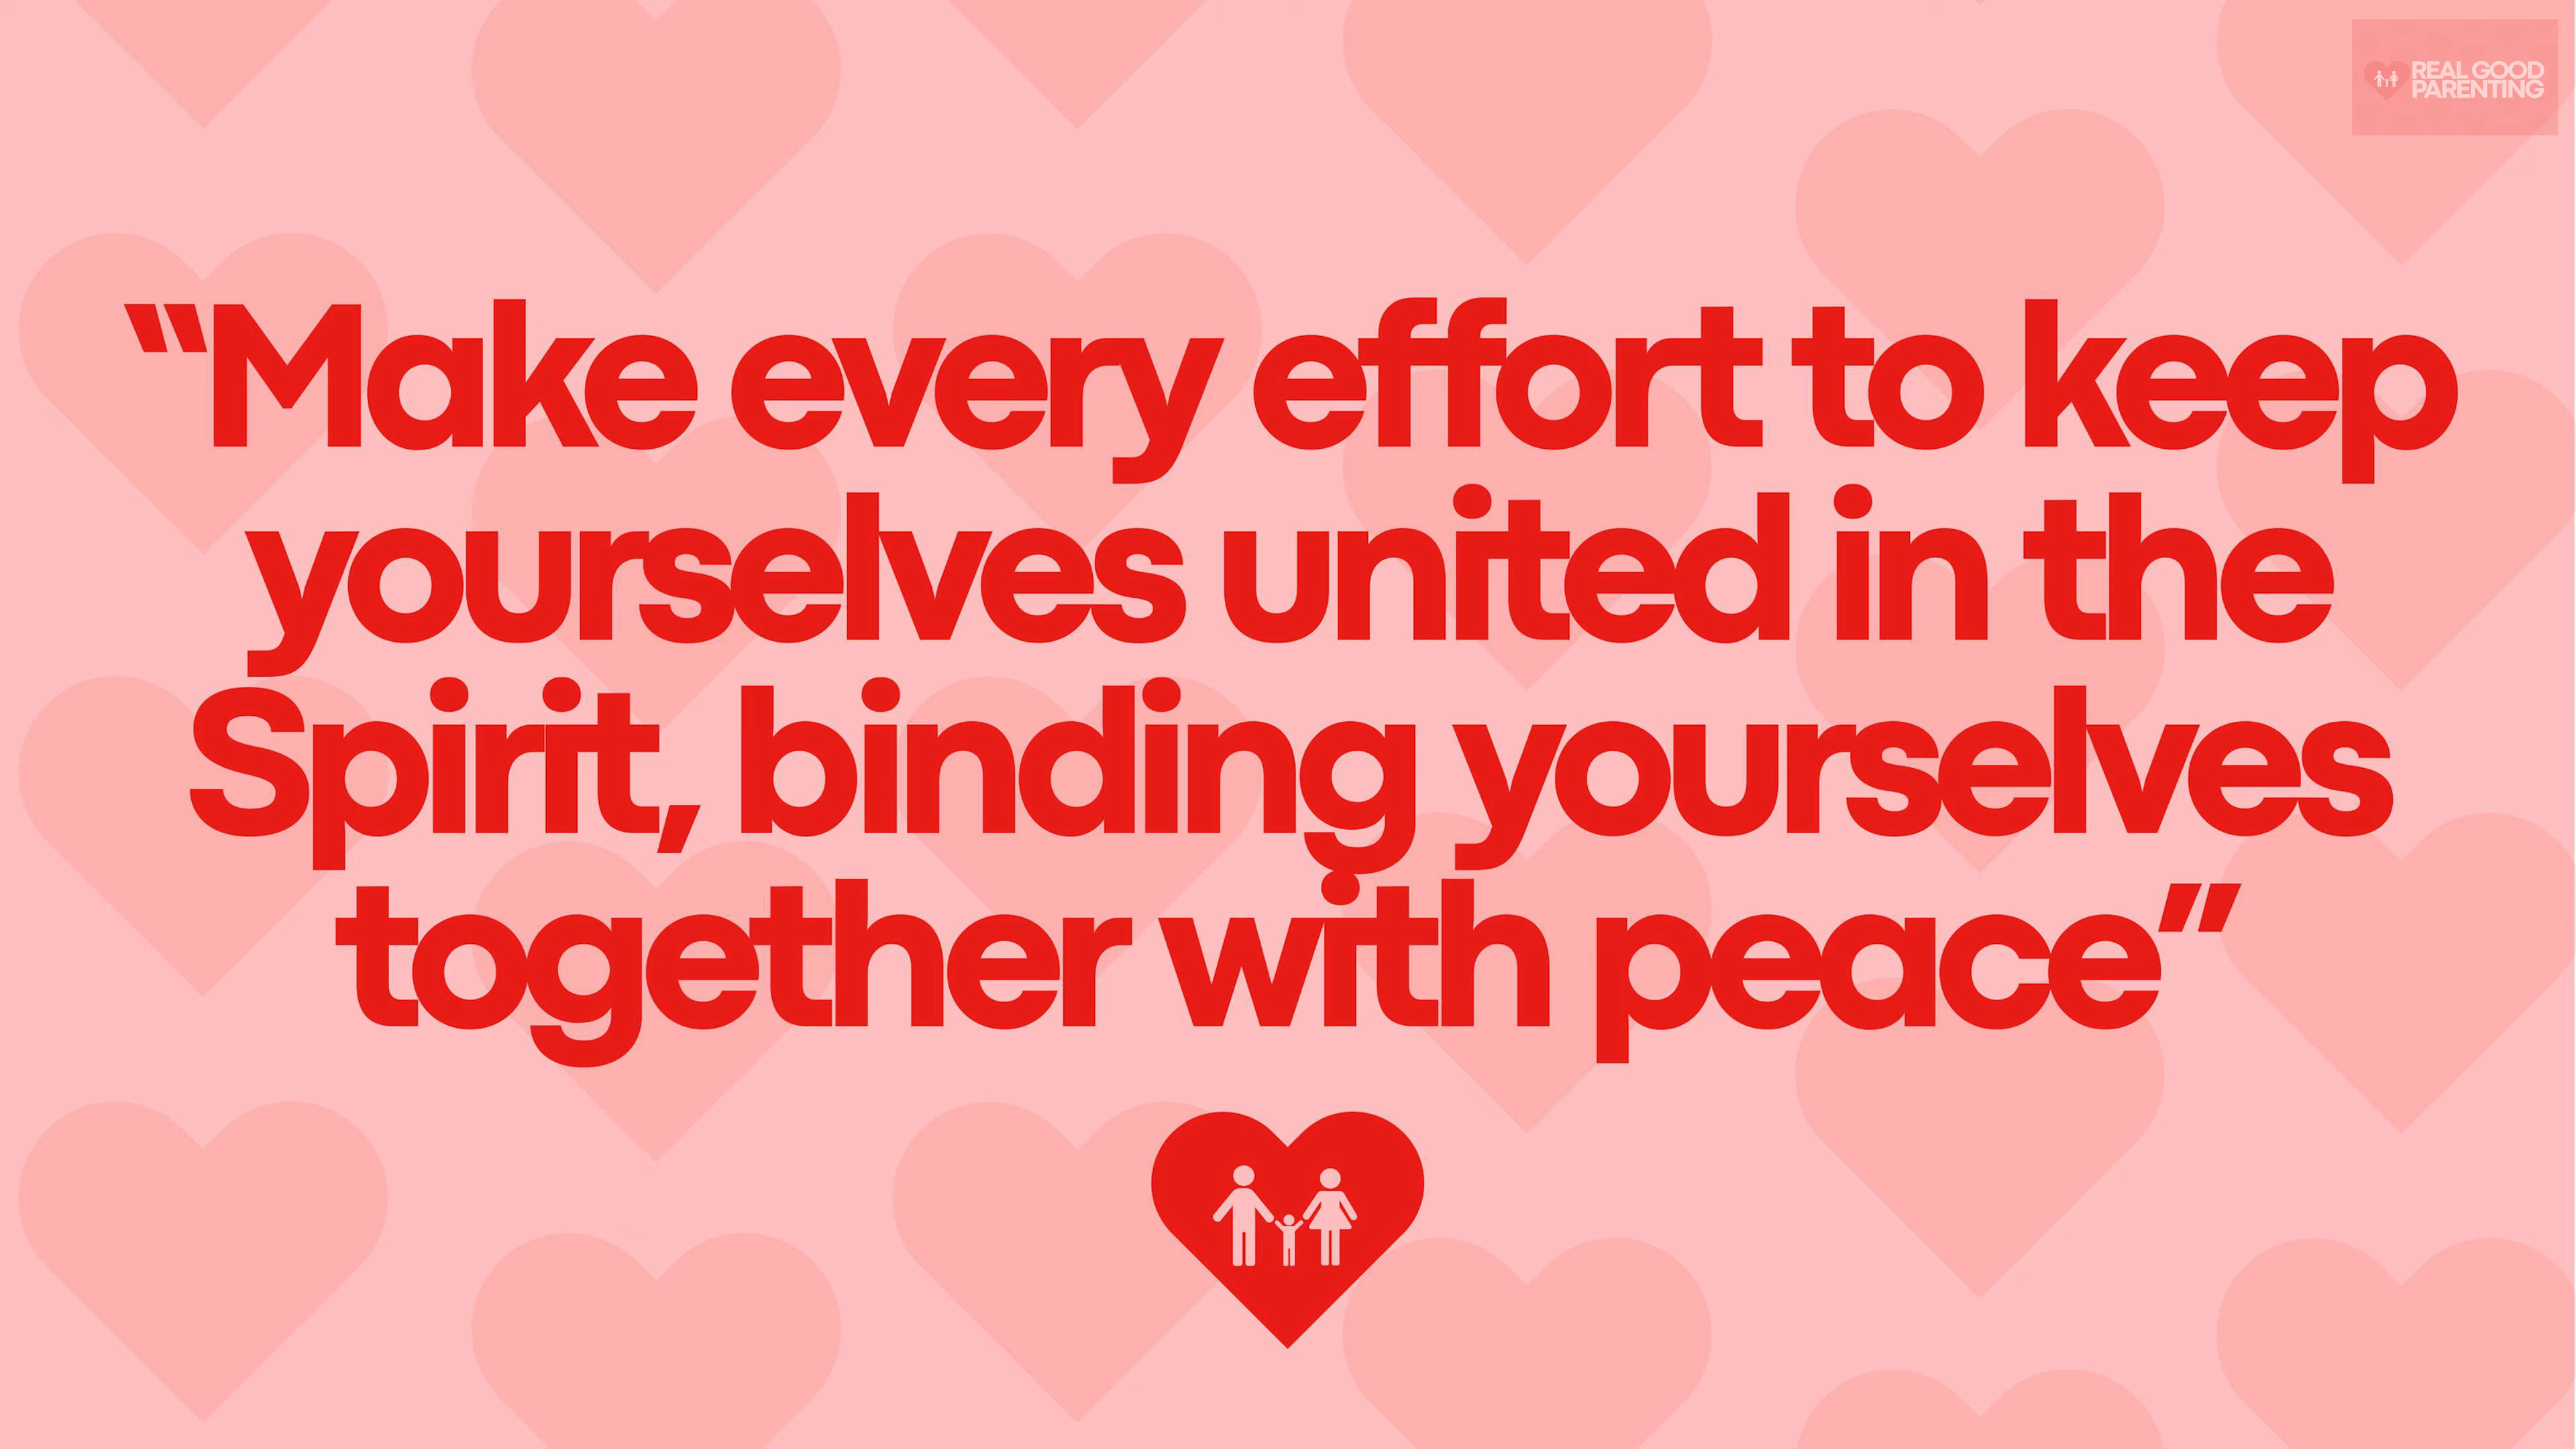 REAL GOOD
PARENTING
“Make every effort to keep
yourselves united in the
Spirit, binding yourselves
together with peace”